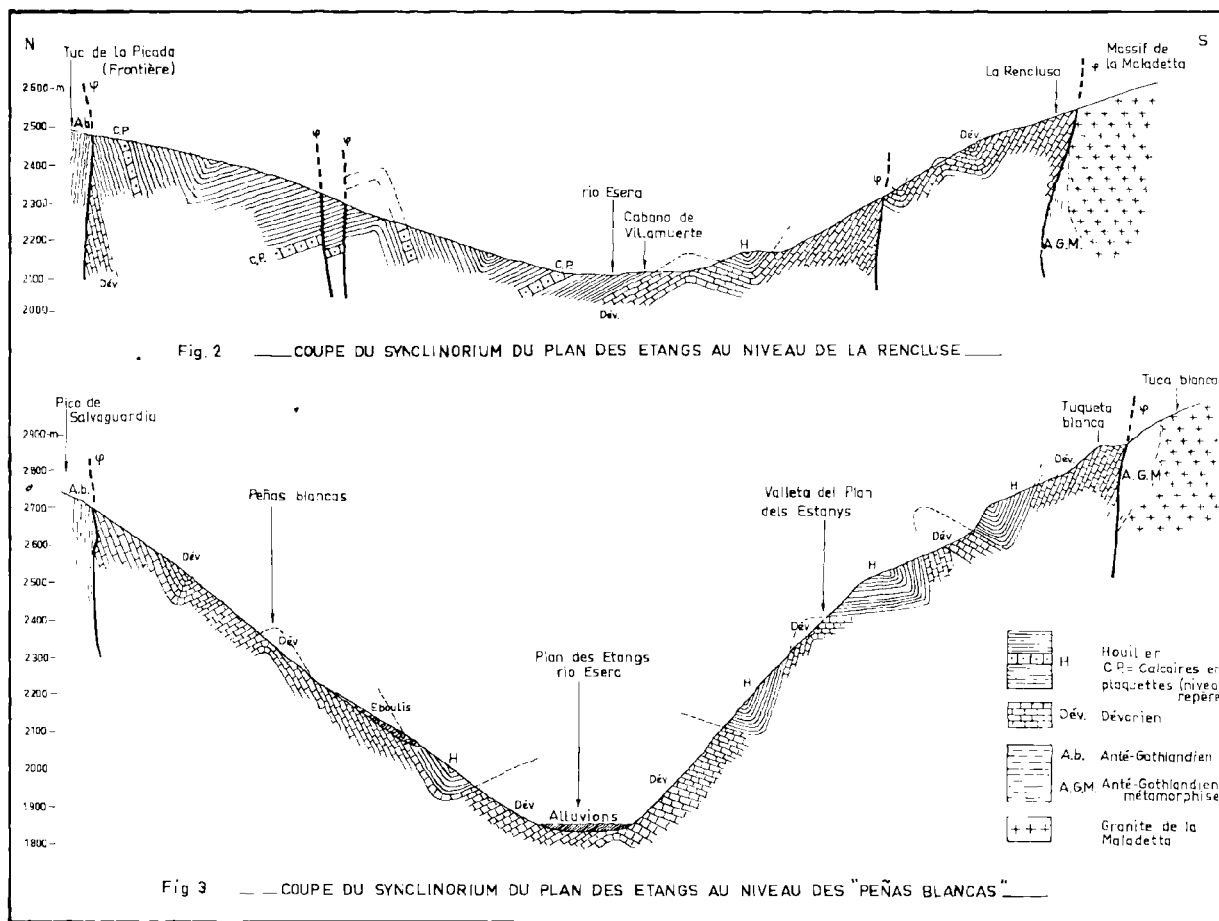 N
S
Tuc de la Picada
(Frontière)
Massif de
la Maladetta
La Renclusa
φ
φ
φ
φ
φ
2600-m
2500
2400
2300
2200
2100
2000
A.b.
C.P.
C.P.
C.P.
Dév
Dév.
Dév.
H
A.G.M.
rio Esera
Cabana de
Villamuerte
Fig. 2 COUPE DU SYNCLINORIUM DU PLAN DES ETANGS AU NIVEAU DE LA RENCLUSE
Pico de
Salvaguardia
Tuca blanca
Tuqueta
blanca
φ
φ
2900-m
2800
2700
2600
2500
2400
2300
2200
2100
2000
1900
1800
A.b.
Peñas blancas
Valleta del Plan
dels Estanys
Plan des Etangs
rio Esera
Dév
Dév
Eboulis
H
Dév
Alluvions
Dév
H
Dév
H
Dév
H
Dév.
A.G.M
H Houiller
C.P.= Calcaires en
plaquettes (niveau
repère
Dév. Dévonien
A.b. Anté-Gothlandien
A.G.M. Anté-Gothlandien
métamorphisé
Granite de la
Maladetta
Fig 3 COUPE DU SYNCLINORIUM DU PLAN DES ETANGS AU NIVEAU DES "PEÑAS BLANCAS"